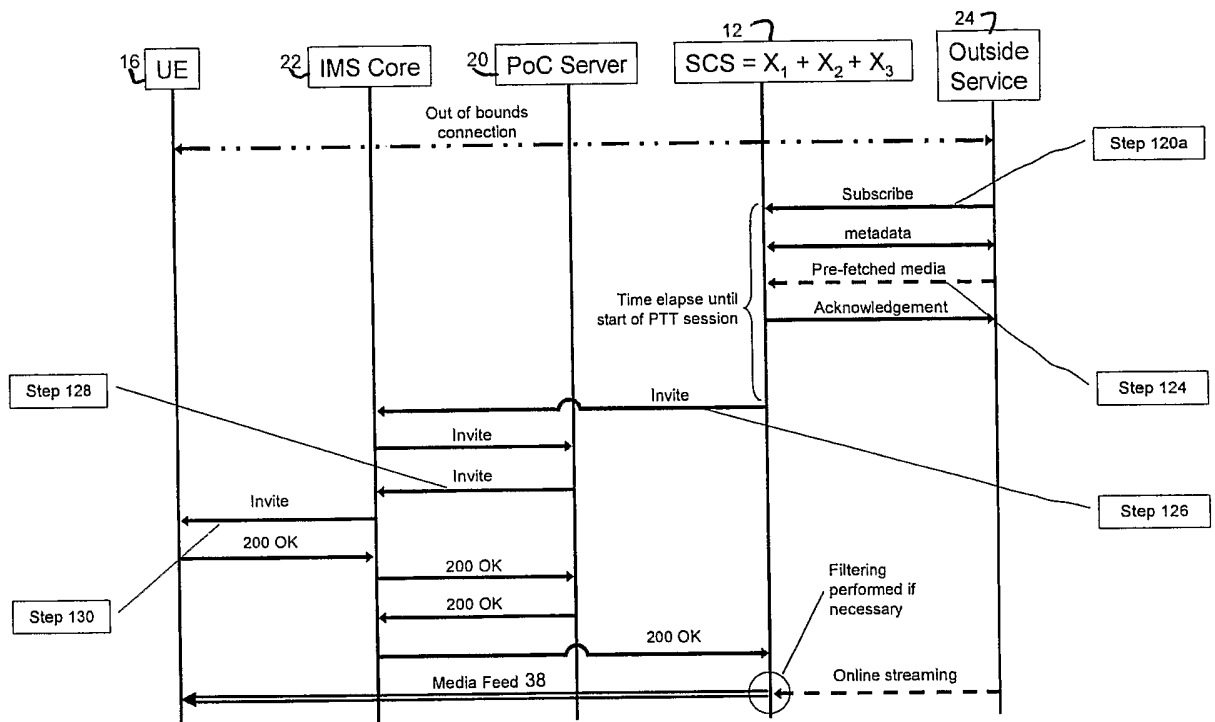 16
UE
22
IMS Core
20
PoC Server
12
SCS = X₁ + X₂ + X₃
24
Outside
Service
Out of bounds
connection
Step 120a
Subscribe
metadata
Pre-fetched media
Time elapse until
start of PTT session
Acknowledgement
Step 124
Step 128
Invite
Invite
Invite
Step 126
Invite
200 OK
200 OK
Filtering
performed if
necessary
Step 130
200 OK
200 OK
Media Feed 38
Online streaming